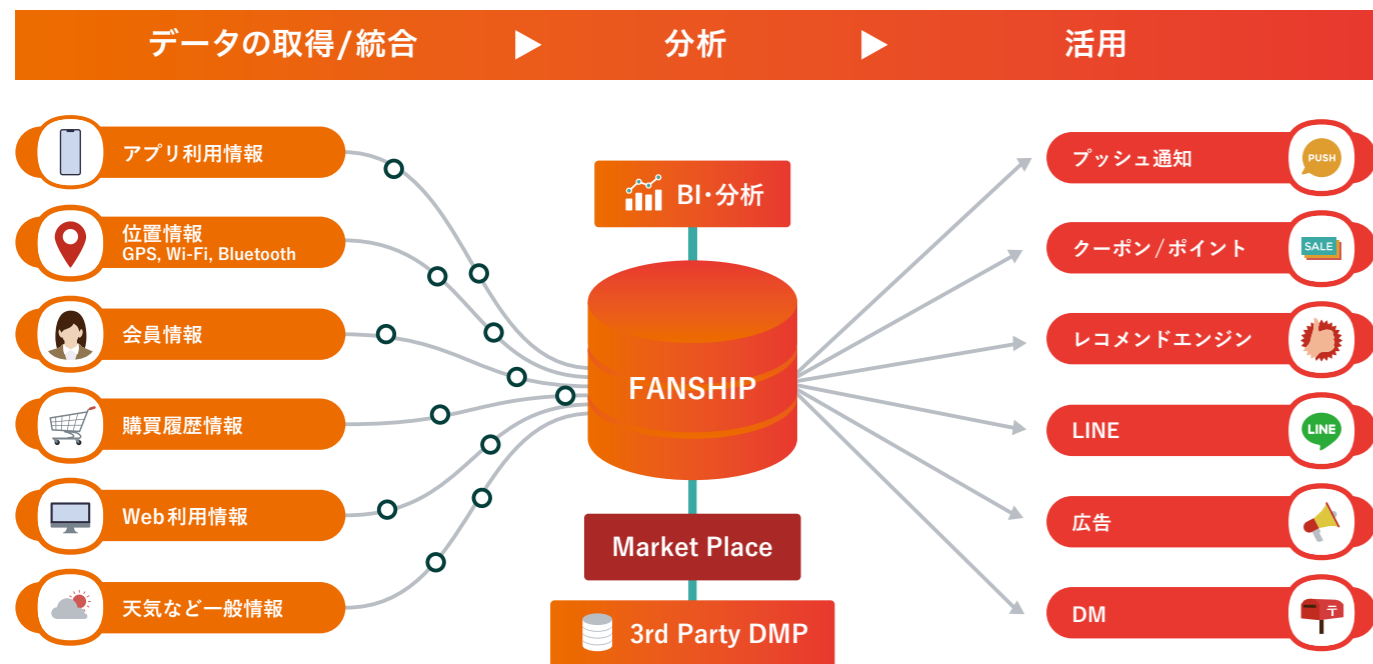 データの取得/統合
分析
活用
アプリ利用情報
位置情報
GPS, Wi-Fi, Bluetooth
会員情報
購買履歴情報
Web利用情報
天気など一般情報
BI・分析
FANSHIP
Market Place
3rd Party DMP
プッシュ通知
PUSH
クーポン/ポイント
SALE
レコメンドエンジン
LINE
LINE
広告
DM
〒